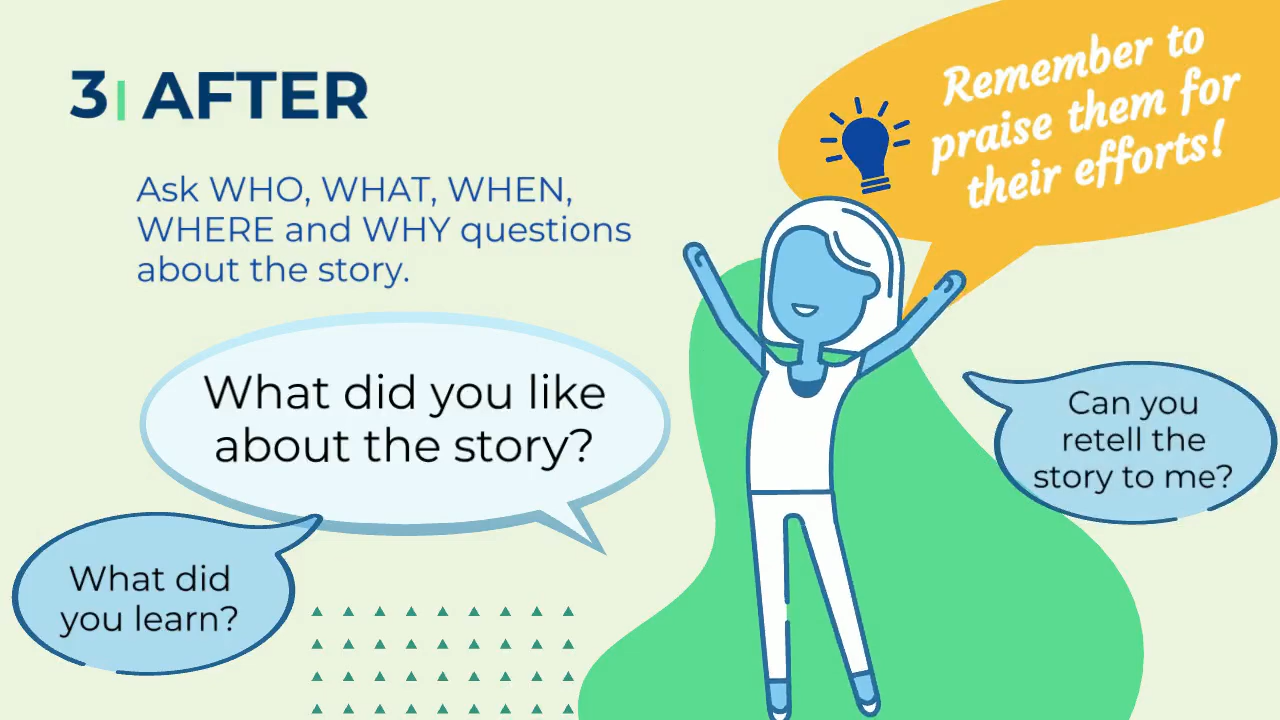 3 | AFTER
Remember to
praise them for
their efforts!
Ask WHO, WHAT, WHEN,
WHERE and WHY questions
about the story.
What did you like
about the story?
Can you
retell the
story to me?
What did
you learn?